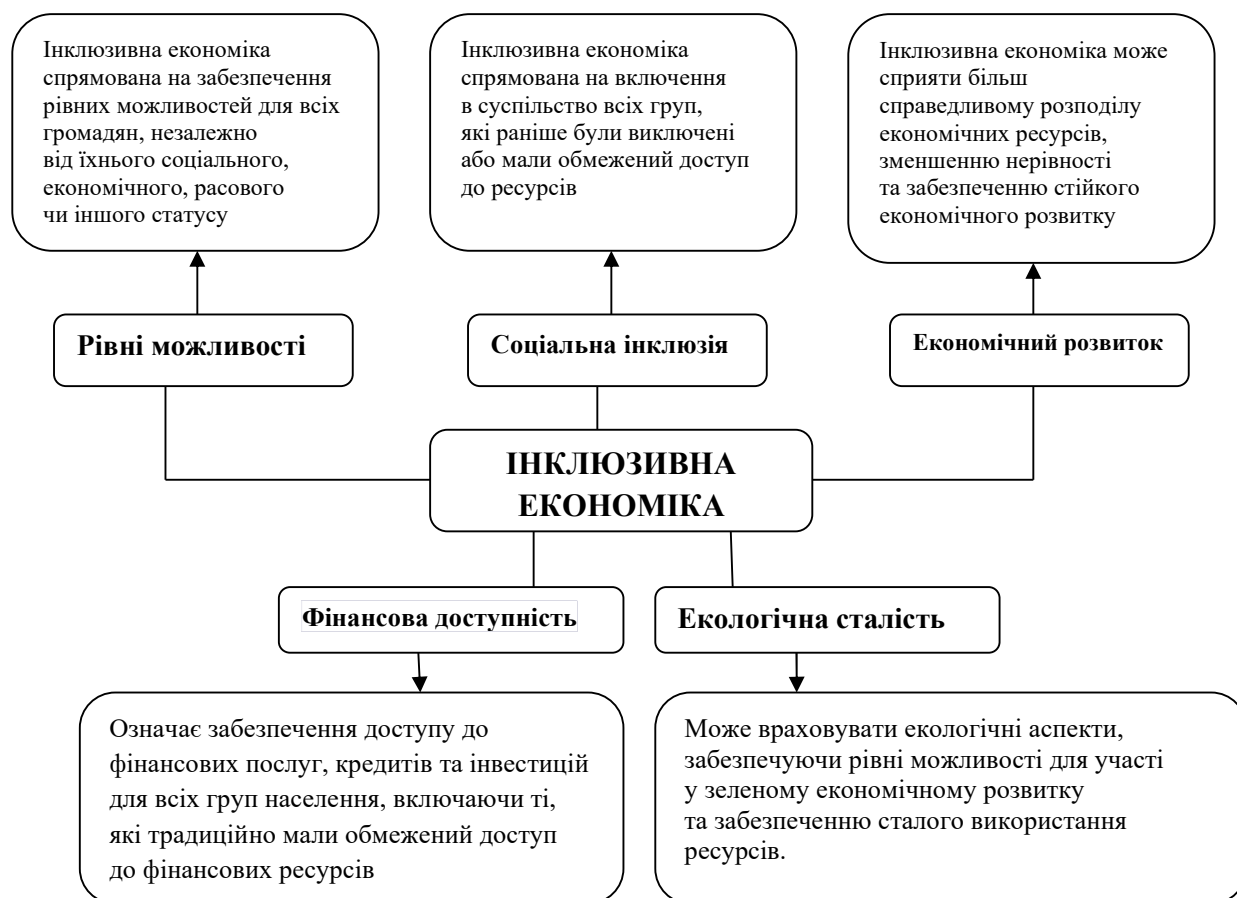 Інклюзивна економіка
спрямована на забезпечення
рівних можливостей для всіх
громадян, незалежно
від їхнього соціального,
економічного, расового
чи іншого статусу
Інклюзивна економіка
спрямована на включення
в суспільство всіх груп,
які раніше були виключені
або мали обмежений доступ
до ресурсів
Інклюзивна економіка може
сприяти більш
справедливому розподілу
економічних ресурсів,
зменшенню нерівності
та забезпеченню стійкого
економічного розвитку
Рівні можливості
Соціальна інклюзія
Економічний розвиток
ІНКЛЮЗИВНА
ЕКОНОМІКА
Фінансова доступність
Екологічна сталість
Означає забезпечення доступу до
фінансових послуг, кредитів та інвестицій
для всіх груп населення, включаючи ті,
які традиційно мали обмежений доступ
до фінансових ресурсів
Може враховувати екологічні аспекти,
забезпечуючи рівні можливості для участі
у зеленому економічному розвитку
та забезпеченню сталого використання
ресурсів.